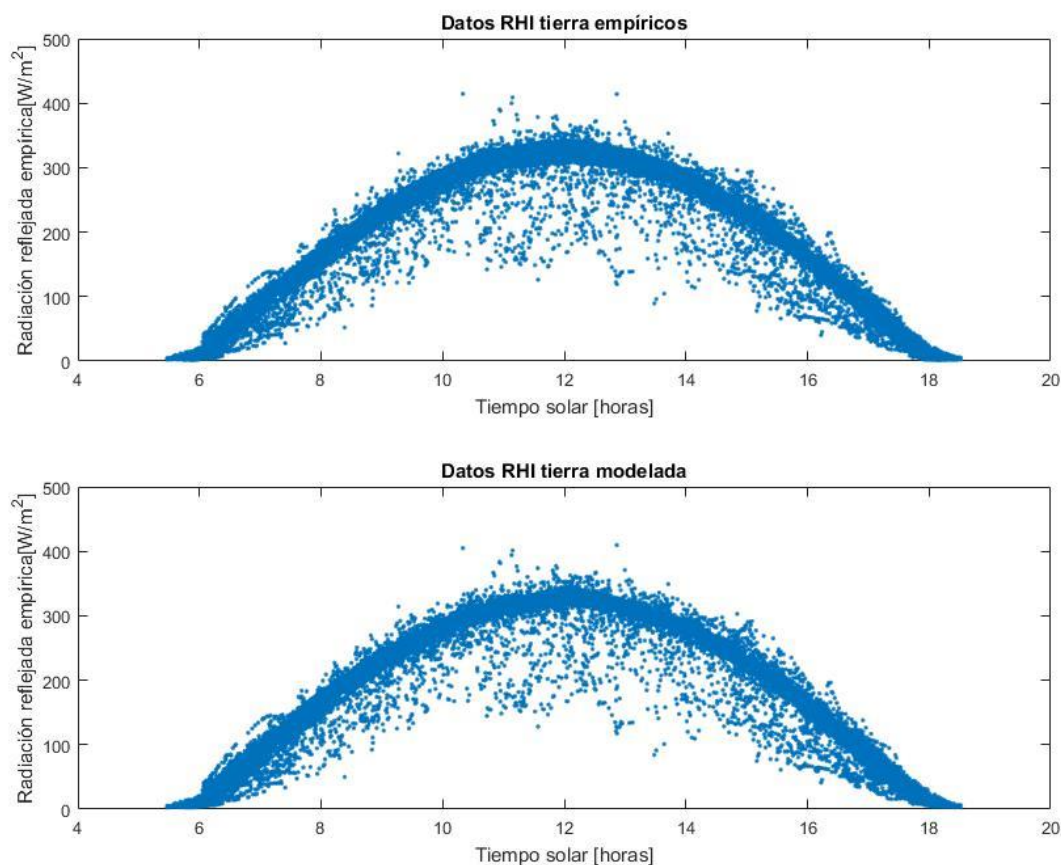 Datos RHI tierra empíricos
Radiación reflejada empírica[W/m²]
500
400
300
200
100
0
4 6 8 10 12 14 16 18 20
Tiempo solar [horas]
Datos RHI tierra modelada
Radiación reflejada empírica[W/m²]
500
400
300
200
100
0
4 6 8 10 12 14 16 18 20
Tiempo solar [horas]